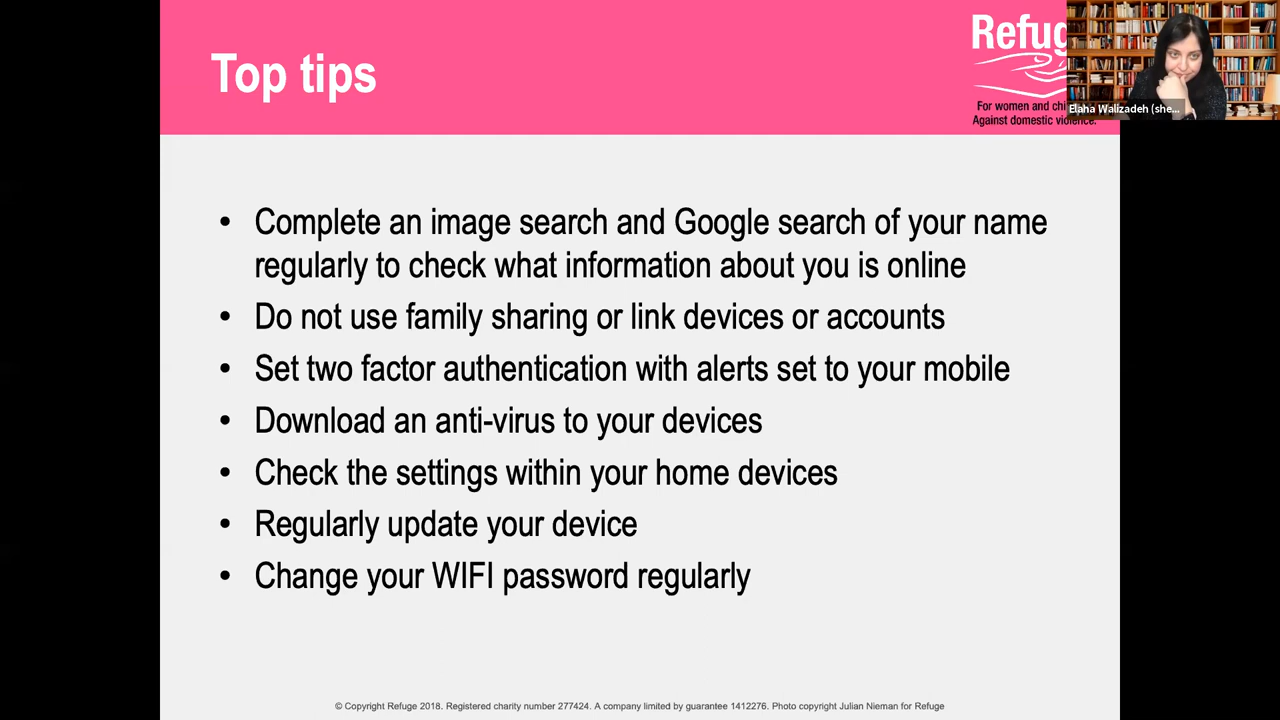 Top tips
Refug
For women and chi
Against domestic violence.
Elaha Walizadeh (she...
• Complete an image search and Google search of your name
regularly to check what information about you is online
• Do not use family sharing or link devices or accounts
• Set two factor authentication with alerts set to your mobile
• Download an anti-virus to your devices
• Check the settings within your home devices
• Regularly update your device
• Change your WIFI password regularly
© Copyright Refuge 2018. Registered charity number 277424. A company limited by guarantee 1412276. Photo copyright Julian Nieman for Refuge